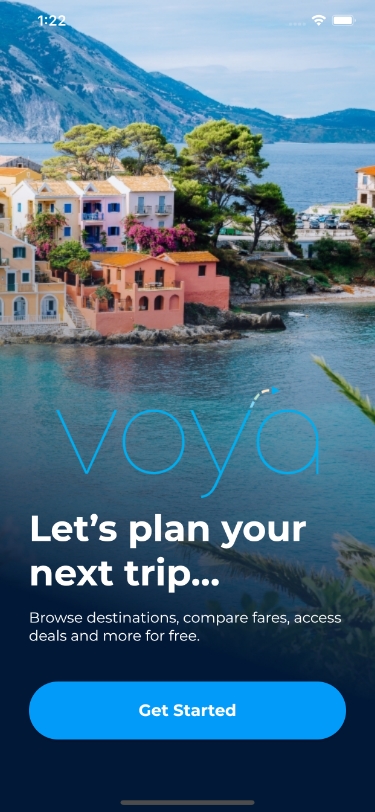 1:22
voya
Let's plan your
next trip...
Browse destinations, compare fares, access
deals and more for free.
Get Started